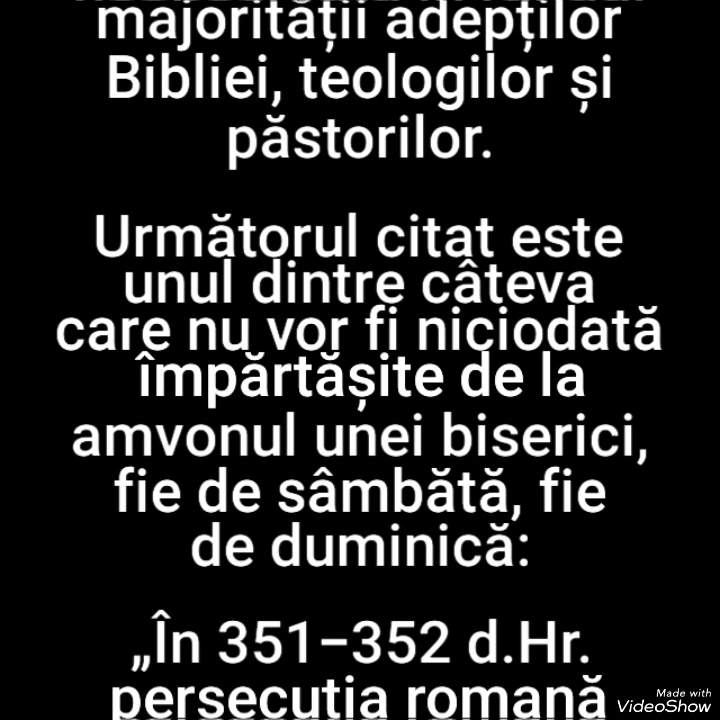 majorității adepților
Bibliei, teologilor și
păstorilor.
Următorul citat este
unul dintre câteva
care nu vor fi niciodată
împărtășite de la
amvonul unei biserici,
fie de sâmbătă, fie
de duminică:
„În 351–352 d.Hr.
persecuția romană
Made with
VideoShow